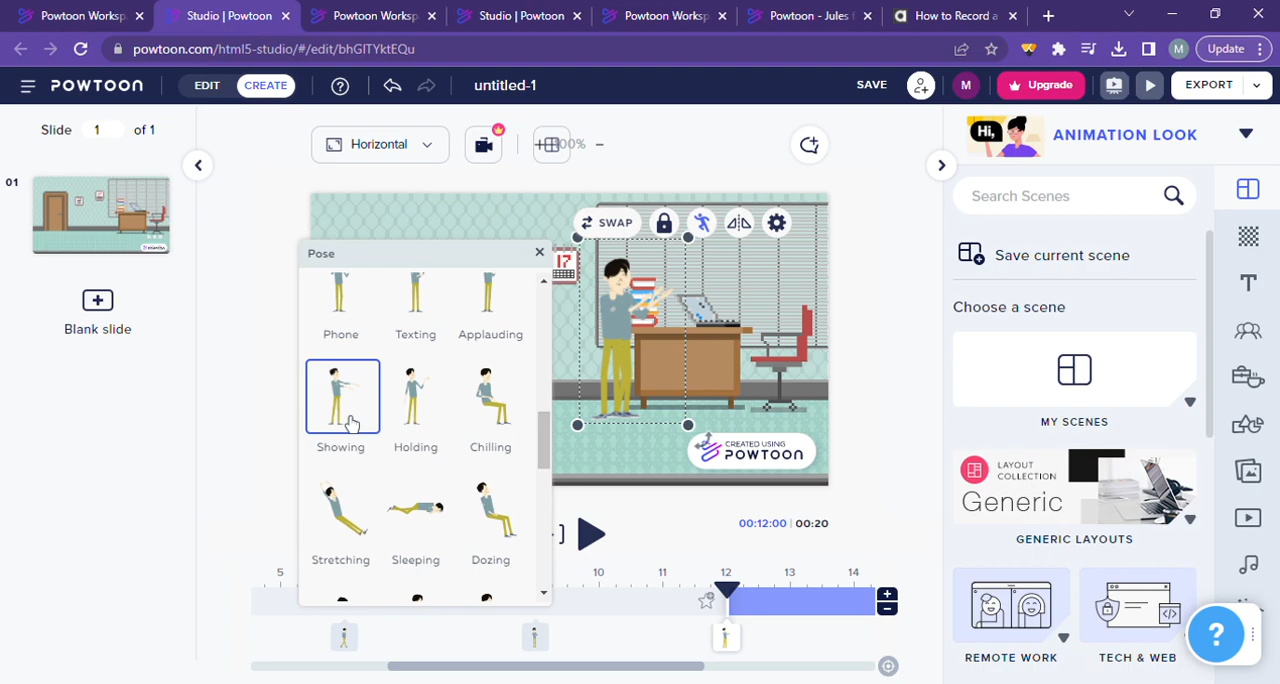 Powtoon Worksp
Studio | Powtoon
Powtoon Worksp
Studio | Powtoon
Powtoon Worksp
Powtoon - Jules f
How to Record a
powtoon.com/html5-studio/#/edit/bhGlTYktEQu
M
Update
POWTOON
EDIT
CREATE
untitled-1
SAVE
M
Upgrade
EXPORT
Slide 1 of 1
Horizontal
00%
Hi,
ANIMATION LOOK
01
Search Scenes
SWAP
Pose
17
Save current scene
Blank slide
Choose a scene
Phone
Texting
Applauding
MY SCENES
Showing
Holding
Chilling
CREATED USING
POWTOON
LAYOUT
COLLECTION
Generic
GENERIC LAYOUTS
00:12:00 | 00:20
Stretching
Sleeping
Dozing
5
10
11
12
13
14
REMOTE WORK
TECH & WEB